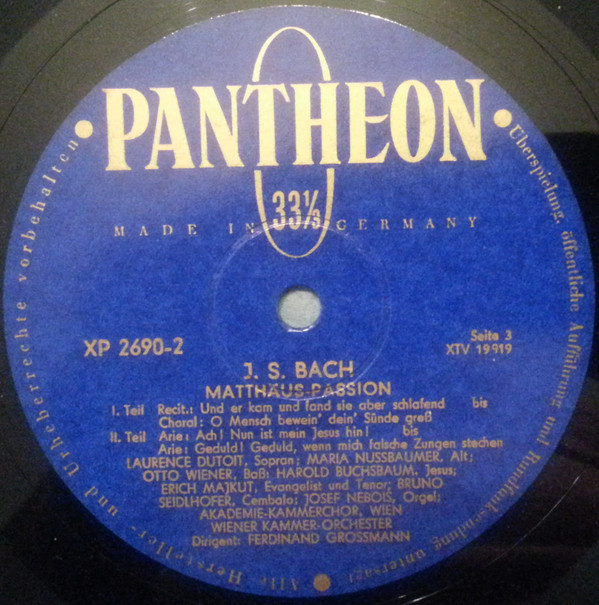 PANTHEON
33⅓
MADE IN GERMANY
XP 2690-2
Seite 3
XTV 19919
J. S. BACH
MATTHÄUS-PASSION
I. Teil Recit.: Und er kam und fand sie aber schlafend bis
Choral: O Mensch bewein' dein' Sünde groß
II. Teil Arie: Ach! Nun ist mein Jesus hin! bis
Arie: Geduld! Geduld, wenn mich falsche Zungen stechen
LAURENCE DUTOIT, Sopran; MARIA NUSSBAUMER, Alt;
OTTO WIENER, Baß; HAROLD BUCHSBAUM, Jesus;
ERICH MAJKUT, Evangelist und Tenor; BRUNO
SEIDLHOFER, Cembalo; JOSEF NEBOIS, Orgel;
AKADEMIE-KAMMERCHOR, WIEN
WIENER KAMMER-ORCHESTER
Dirigent: FERDINAND GROSSMANN
Alle Hersteller- und Urheberrechte vorbehalten
Überspielung, öffentliche Aufführung und Rundfunksendung untersagt